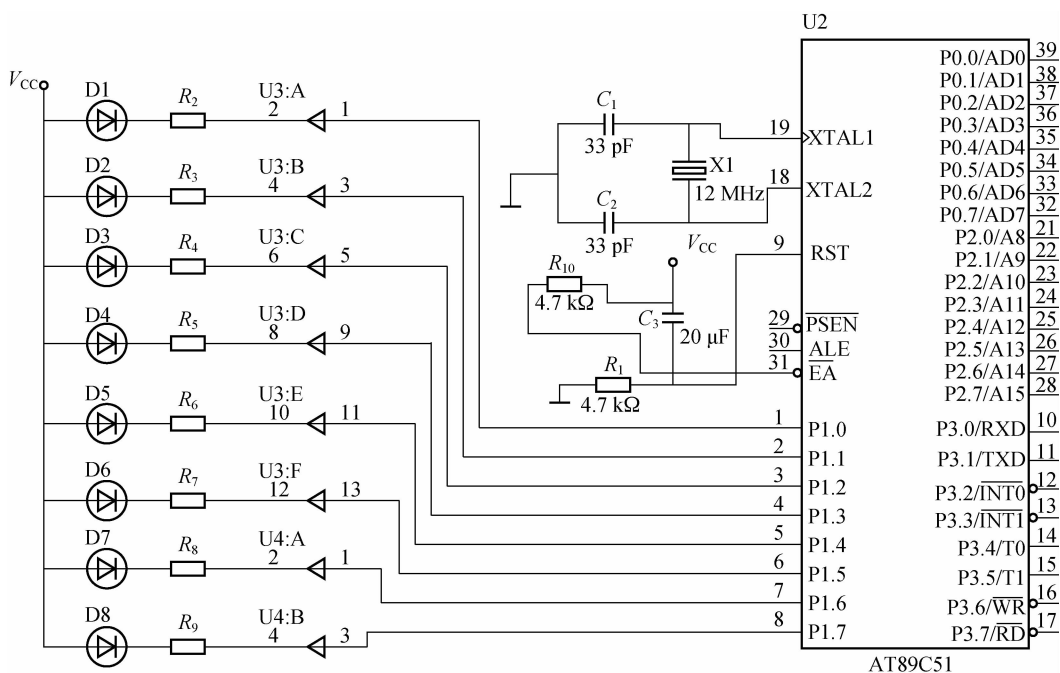 U2
V_CC
D1 R2 U3:A 2 1
D2 R3 U3:B 4 3
D3 R4 U3:C 6 5
D4 R5 U3:D 8 9
D5 R6 U3:E 10 11
D6 R7 U3:F 12 13
D7 R8 U4:A 2 1
D8 R9 U4:B 4 3
C1
33 pF
X1
12 MHz
C2
33 pF
V_CC
R10
4.7 kΩ
C3
20 μF
R1
4.7 kΩ
19 XTAL1
18 XTAL2
9 RST
29 PSEN
30 ALE
31 EA
1 P1.0
2 P1.1
3 P1.2
4 P1.3
5 P1.4
6 P1.5
7 P1.6
8 P1.7
P0.0/AD0 39
P0.1/AD1 38
P0.2/AD2 37
P0.3/AD3 36
P0.4/AD4 35
P0.5/AD5 34
P0.6/AD6 33
P0.7/AD7 32
P2.0/A8 21
P2.1/A9 22
P2.2/A10 23
P2.3/A11 24
P2.4/A12 25
P2.5/A13 26
P2.6/A14 27
P2.7/A15 28
P3.0/RXD 10
P3.1/TXD 11
P3.2/INT0 12
P3.3/INT1 13
P3.4/T0 14
P3.5/T1 15
P3.6/WR 16
P3.7/RD 17
AT89C51